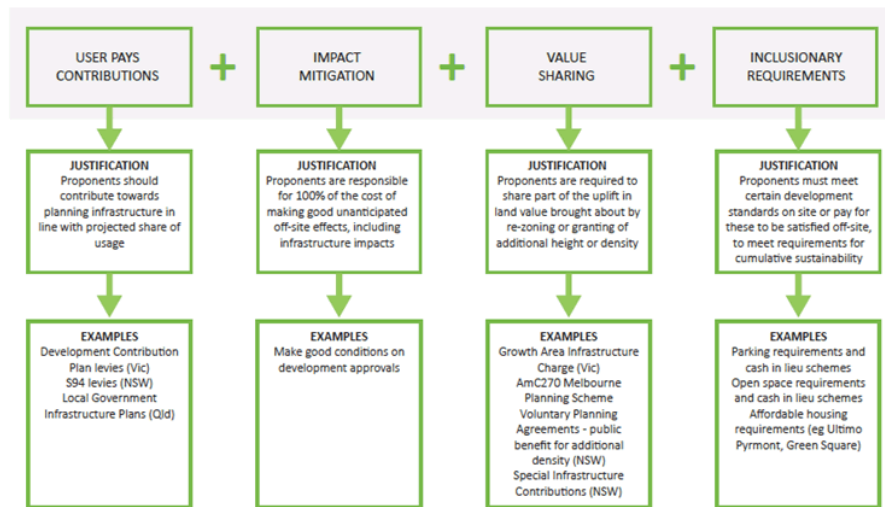 USER PAYS
CONTRIBUTIONS
+
IMPACT
MITIGATION
+
VALUE
SHARING
+
INCLUSIONARY
REQUIREMENTS
JUSTIFICATION
Proponents should
contribute towards
planning infrastructure in
line with projected share of
usage
JUSTIFICATION
Proponents are responsible
for 100% of the cost of
making good unanticipated
off-site effects, including
infrastructure impacts
JUSTIFICATION
Proponents are required to
share part of the uplift in
land value brought about by
re-zoning or granting of
additional height or density
JUSTIFICATION
Proponents must meet
certain development
standards on site or pay for
these to be satisfied off-site,
to meet requirements for
cumulative sustainability
EXAMPLES
Development Contribution
Plan levies (Vic)
S94 levies (NSW)
Local Government
Infrastructure Plans (Qld)
EXAMPLES
Make good conditions on
development approvals
EXAMPLES
Growth Area Infrastructure
Charge (Vic)
AmC270 Melbourne
Planning Scheme
Voluntary Planning
Agreements - public
benefit for additional
density (NSW)
Special Infrastructure
Contributions (NSW)
EXAMPLES
Parking requirements and
cash in lieu schemes
Open space requirements
and cash in lieu schemes
Affordable housing
requirements (eg Ultimo
Pyrmont, Green Square)